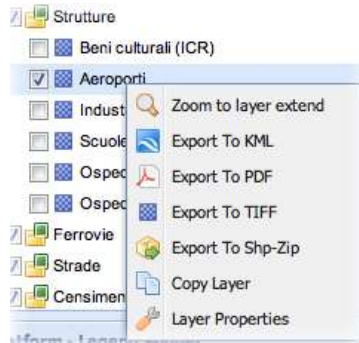 Strutture
Beni culturali (ICR)
Aeroporti
Zoom to layer extend
Export To KML
Export To PDF
Export To TIFF
Export To Shp-Zip
Copy Layer
Layer Properties
Ferrovie
Strade